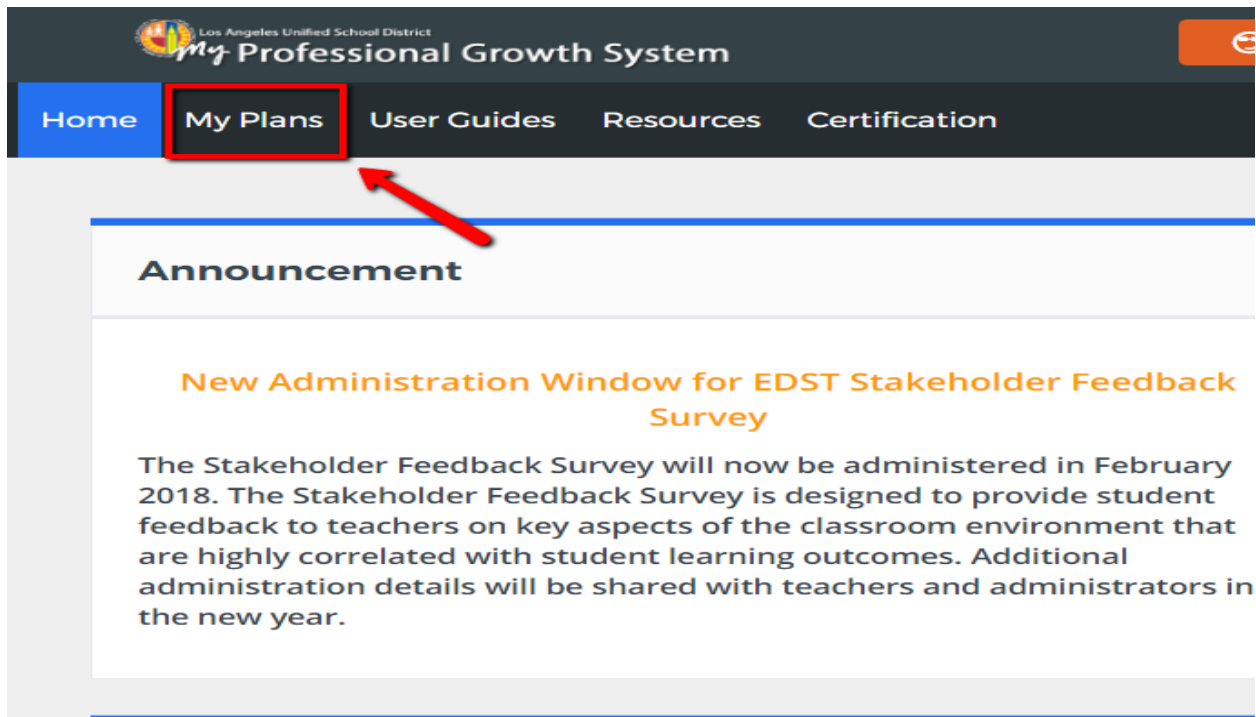 Los Angeles Unified School District
My Professional Growth System
Home My Plans User Guides Resources Certification
Announcement
New Administration Window for EDST Stakeholder Feedback
Survey
The Stakeholder Feedback Survey will now be administered in February
2018. The Stakeholder Feedback Survey is designed to provide student
feedback to teachers on key aspects of the classroom environment that
are highly correlated with student learning outcomes. Additional
administration details will be shared with teachers and administrators in
the new year.